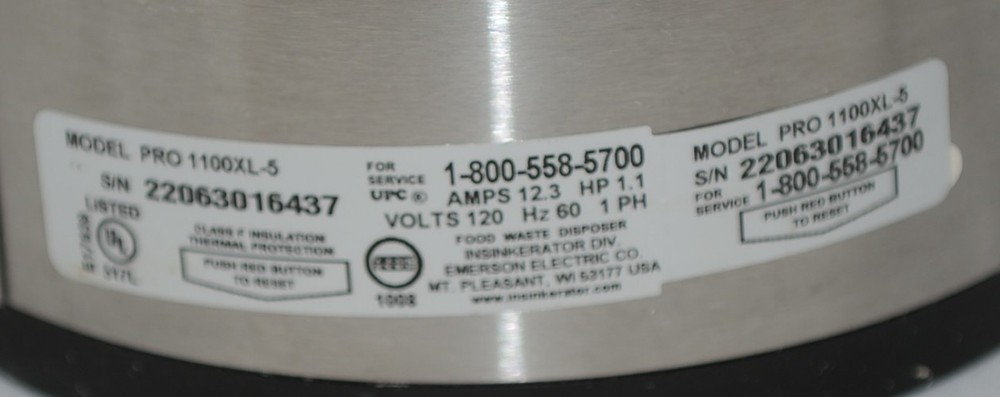 MODEL PRO 1100XL-5
S/N 22063016437
LISTED
CLASS F INSULATION
THERMAL PROTECTION
PUSH RED BUTTON
TO RESET
FOR
SERVICE 1-800-558-5700
UPC ® AMPS 12.3 HP 1.1
VOLTS 120 Hz 60 1 PH
FOOD WASTE DISPOSER
INSINKERATOR DIV.
EMERSON ELECTRIC CO.
MT. PLEASANT, WI 53177 USA
www.insinkerator.com
1008
MODEL PRO 1100XL-5
S/N 22063016437
FOR
SERVICE 1-800-558-5700
PUSH RED BUTTON
TO RESET